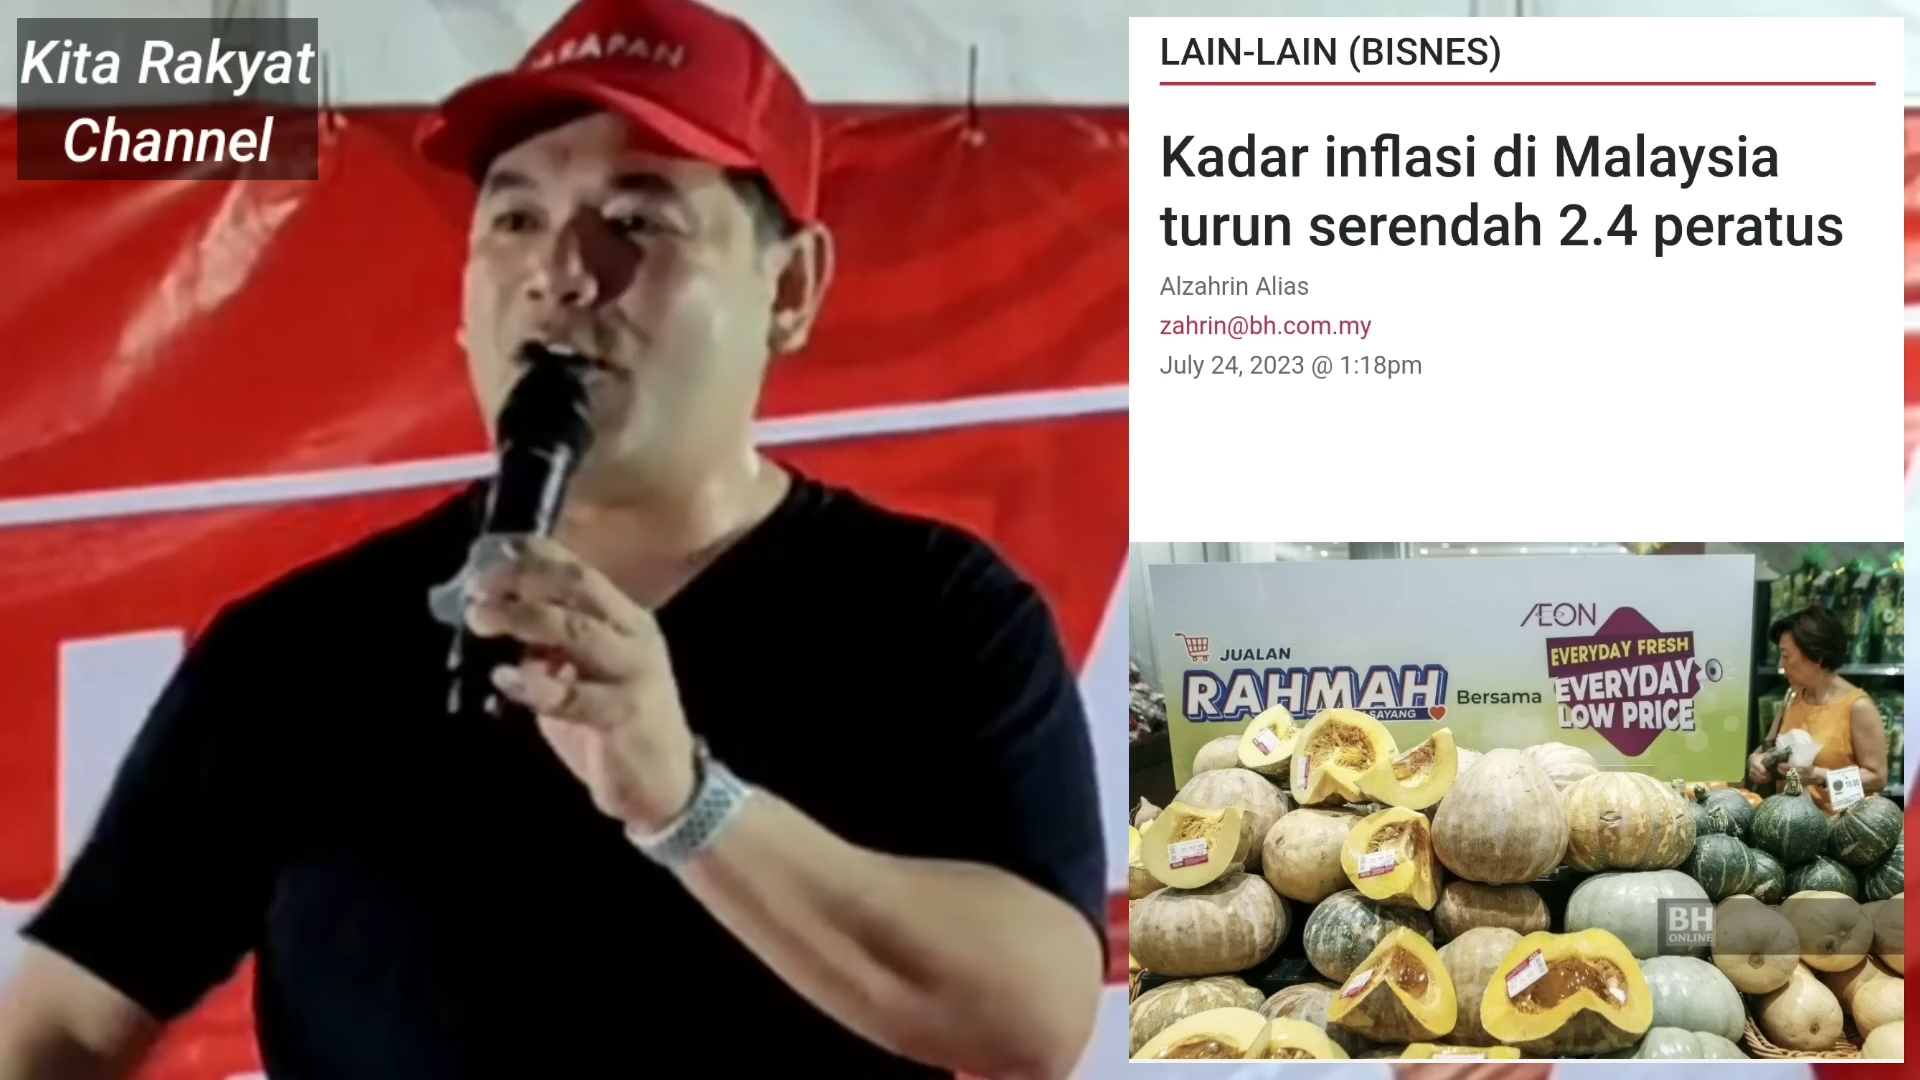 Kita Rakyat
Channel
LAIN-LAIN (BISNES)
Kadar inflasi di Malaysia
turun serendah 2.4 peratus
Alzahrin Alias
zahrin@bh.com.my
July 24, 2023 @ 1:18pm
ÆON
EVERYDAY FRESH
EVERYDAY
LOW PRICE
JUALAN
RAHMAH
SAYANG
Bersama
BH
ONLINE